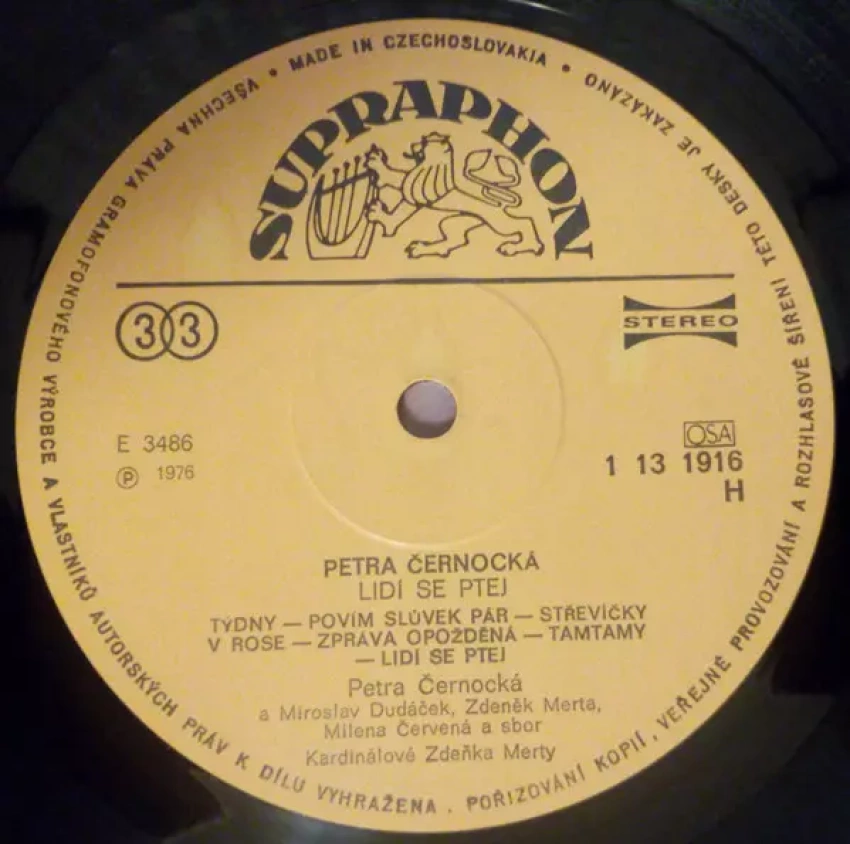 VŠECHNA PRÁVA GRAMOFONOVÉHO VÝROBCE A VLASTNÍKŮ AUTORSKÝCH PRÁV K DÍLU VYHRAŽENA . POŘIZOVÁNÍ KOPIÍ, VEŘEJNÉ PROVOZOVÁNÍ A ROZHLASOVÉ ŠÍŘENÍ TÉTO DESKY JE ZAKÁZÁNO
• MADE IN CZECHOSLOVAKIA •
SUPRAPHON
33
STEREO
E 3486
℗ 1976
OSA
1 13 1916
H
PETRA ČERNOCKÁ
LIDÍ SE PTEJ
TÝDNY — POVÍM SLŮVEK PÁR — STŘEVÍČKY
V ROSE — ZPRÁVA OPOŽDĚNÁ — TAMTAMY
— LIDÍ SE PTEJ
Petra Černocká
a Miroslav Dudáček, Zdeněk Merta,
Milena Červená a sbor
Kardinálové Zdeňka Merty